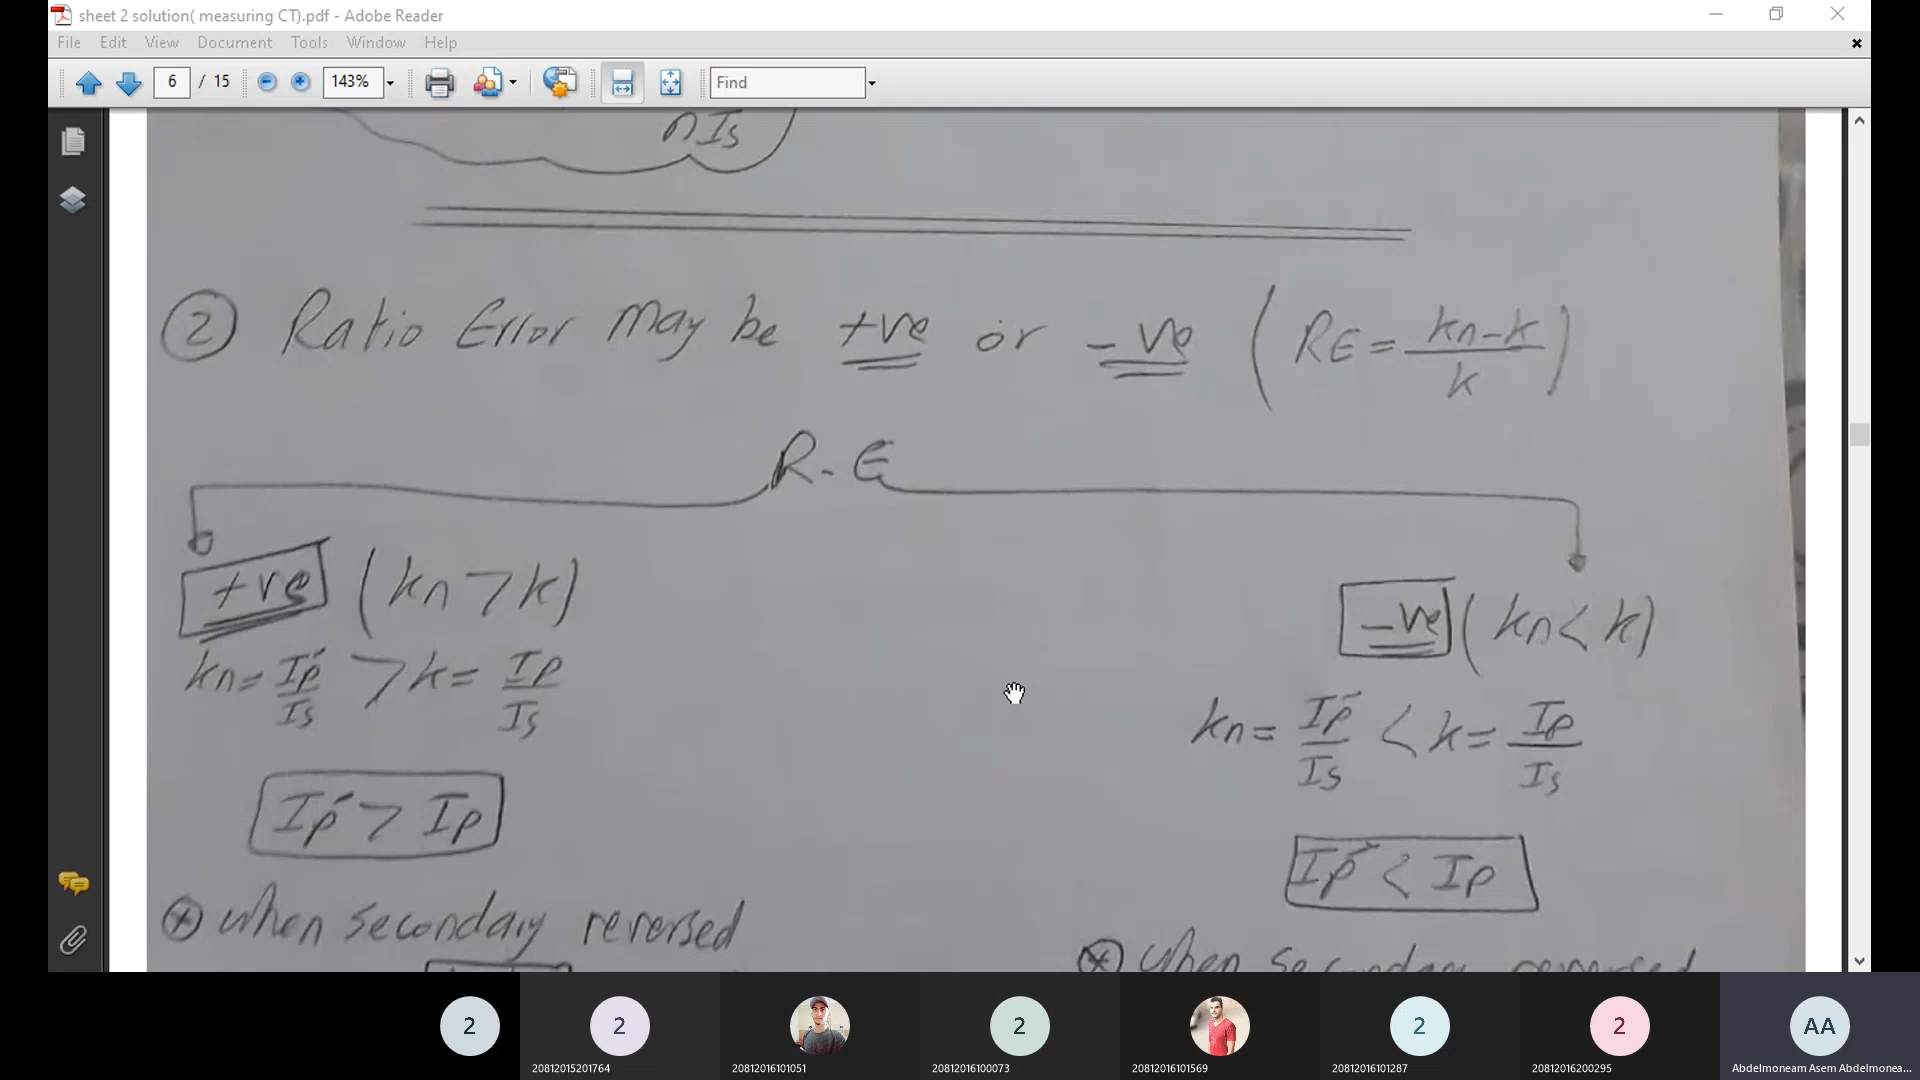 sheet 2 solution( measuring CT).pdf - Adobe Reader
File Edit View Document Tools Window Help
6 / 15 143% Find
nIs
② Ratio Error may be +ve or -ve (RE = kn-k / k)
R.E
+ve (kn > k)
-ve (kn < k)
kn = Ip' / Is > k = Ip / Is
kn = Ip' / Is < k = Ip / Is
Ip' > Ip
Ip' < Ip
⊛ when secondary reversed
⊛ when secondary reversed
2 2 2 2 2 AA
20812015201764 20812016101051 20812016100073 20812016101569 20812016101287 20812016200295 Abdelmoneam Asem Abdelmonea...